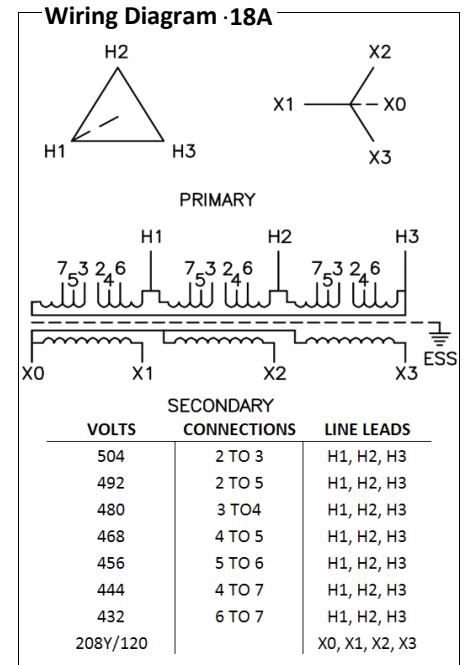 Wiring Diagram ·18A
H2
H1
H3
X2
X1
X0
X3
PRIMARY
H1 H2 H3
7 5 3 2 4 6 7 5 3 2 4 6 7 5 3 2 4 6
ESS
X0 X1 X2 X3
SECONDARY
VOLTS CONNECTIONS LINE LEADS
504 2 TO 3 H1, H2, H3
492 2 TO 5 H1, H2, H3
480 3 TO4 H1, H2, H3
468 4 TO 5 H1, H2, H3
456 5 TO 6 H1, H2, H3
444 4 TO 7 H1, H2, H3
432 6 TO 7 H1, H2, H3
208Y/120 X0, X1, X2, X3